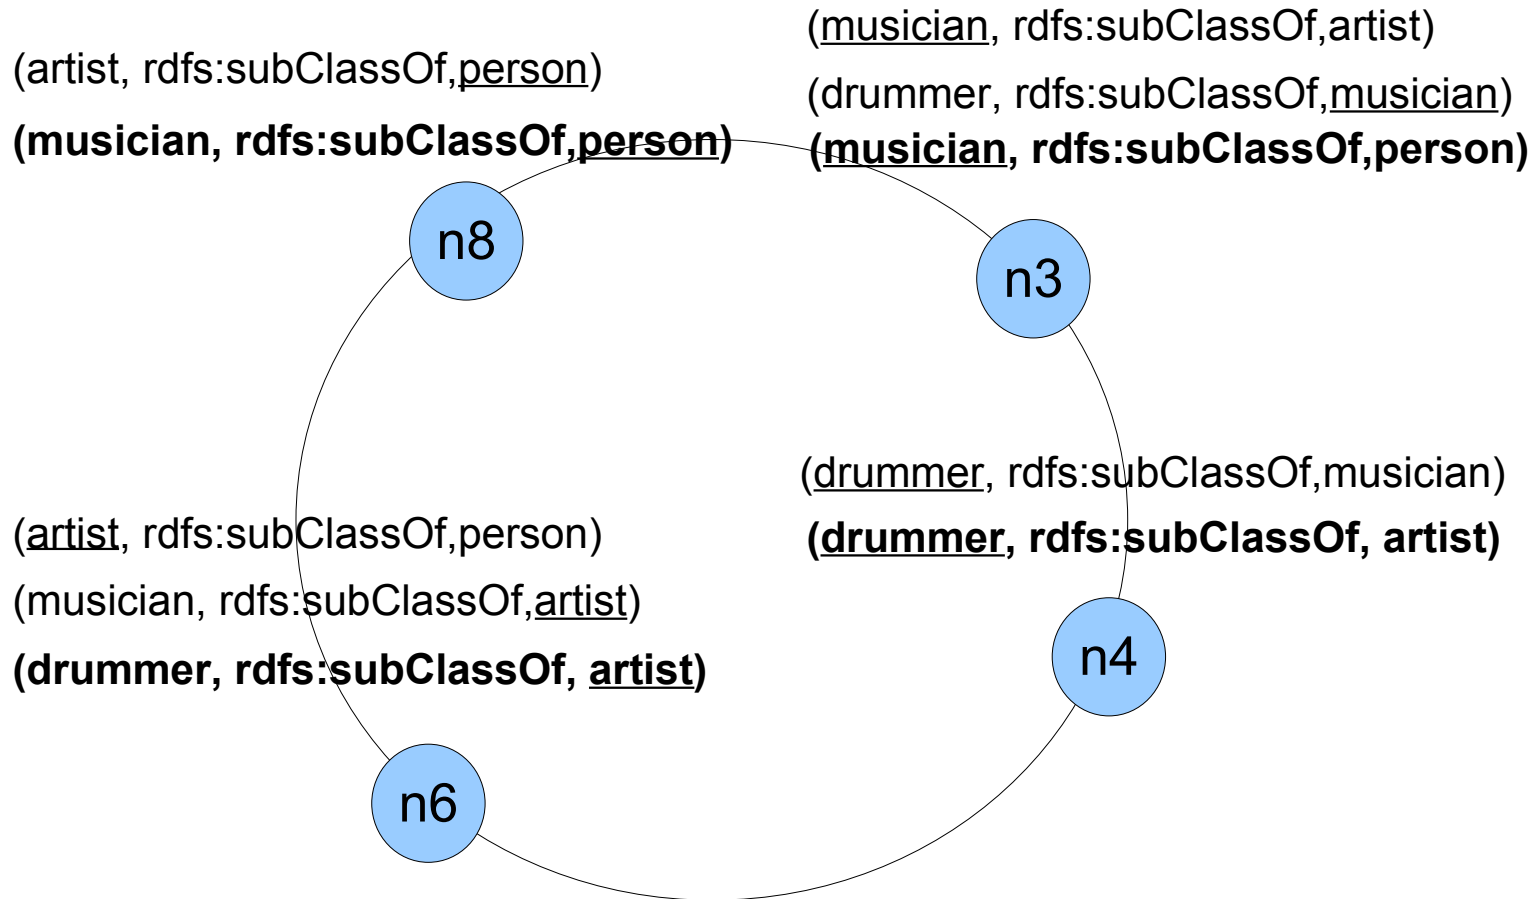 (artist, rdfs:subClassOf,person)
(musician, rdfs:subClassOf,person)
n8
(musician, rdfs:subClassOf,artist)
(drummer, rdfs:subClassOf,musician)
(musician, rdfs:subClassOf,person)
n3
(drummer, rdfs:subClassOf,musician)
(drummer, rdfs:subClassOf, artist)
n4
(artist, rdfs:subClassOf,person)
(musician, rdfs:subClassOf,artist)
(drummer, rdfs:subClassOf, artist)
n6